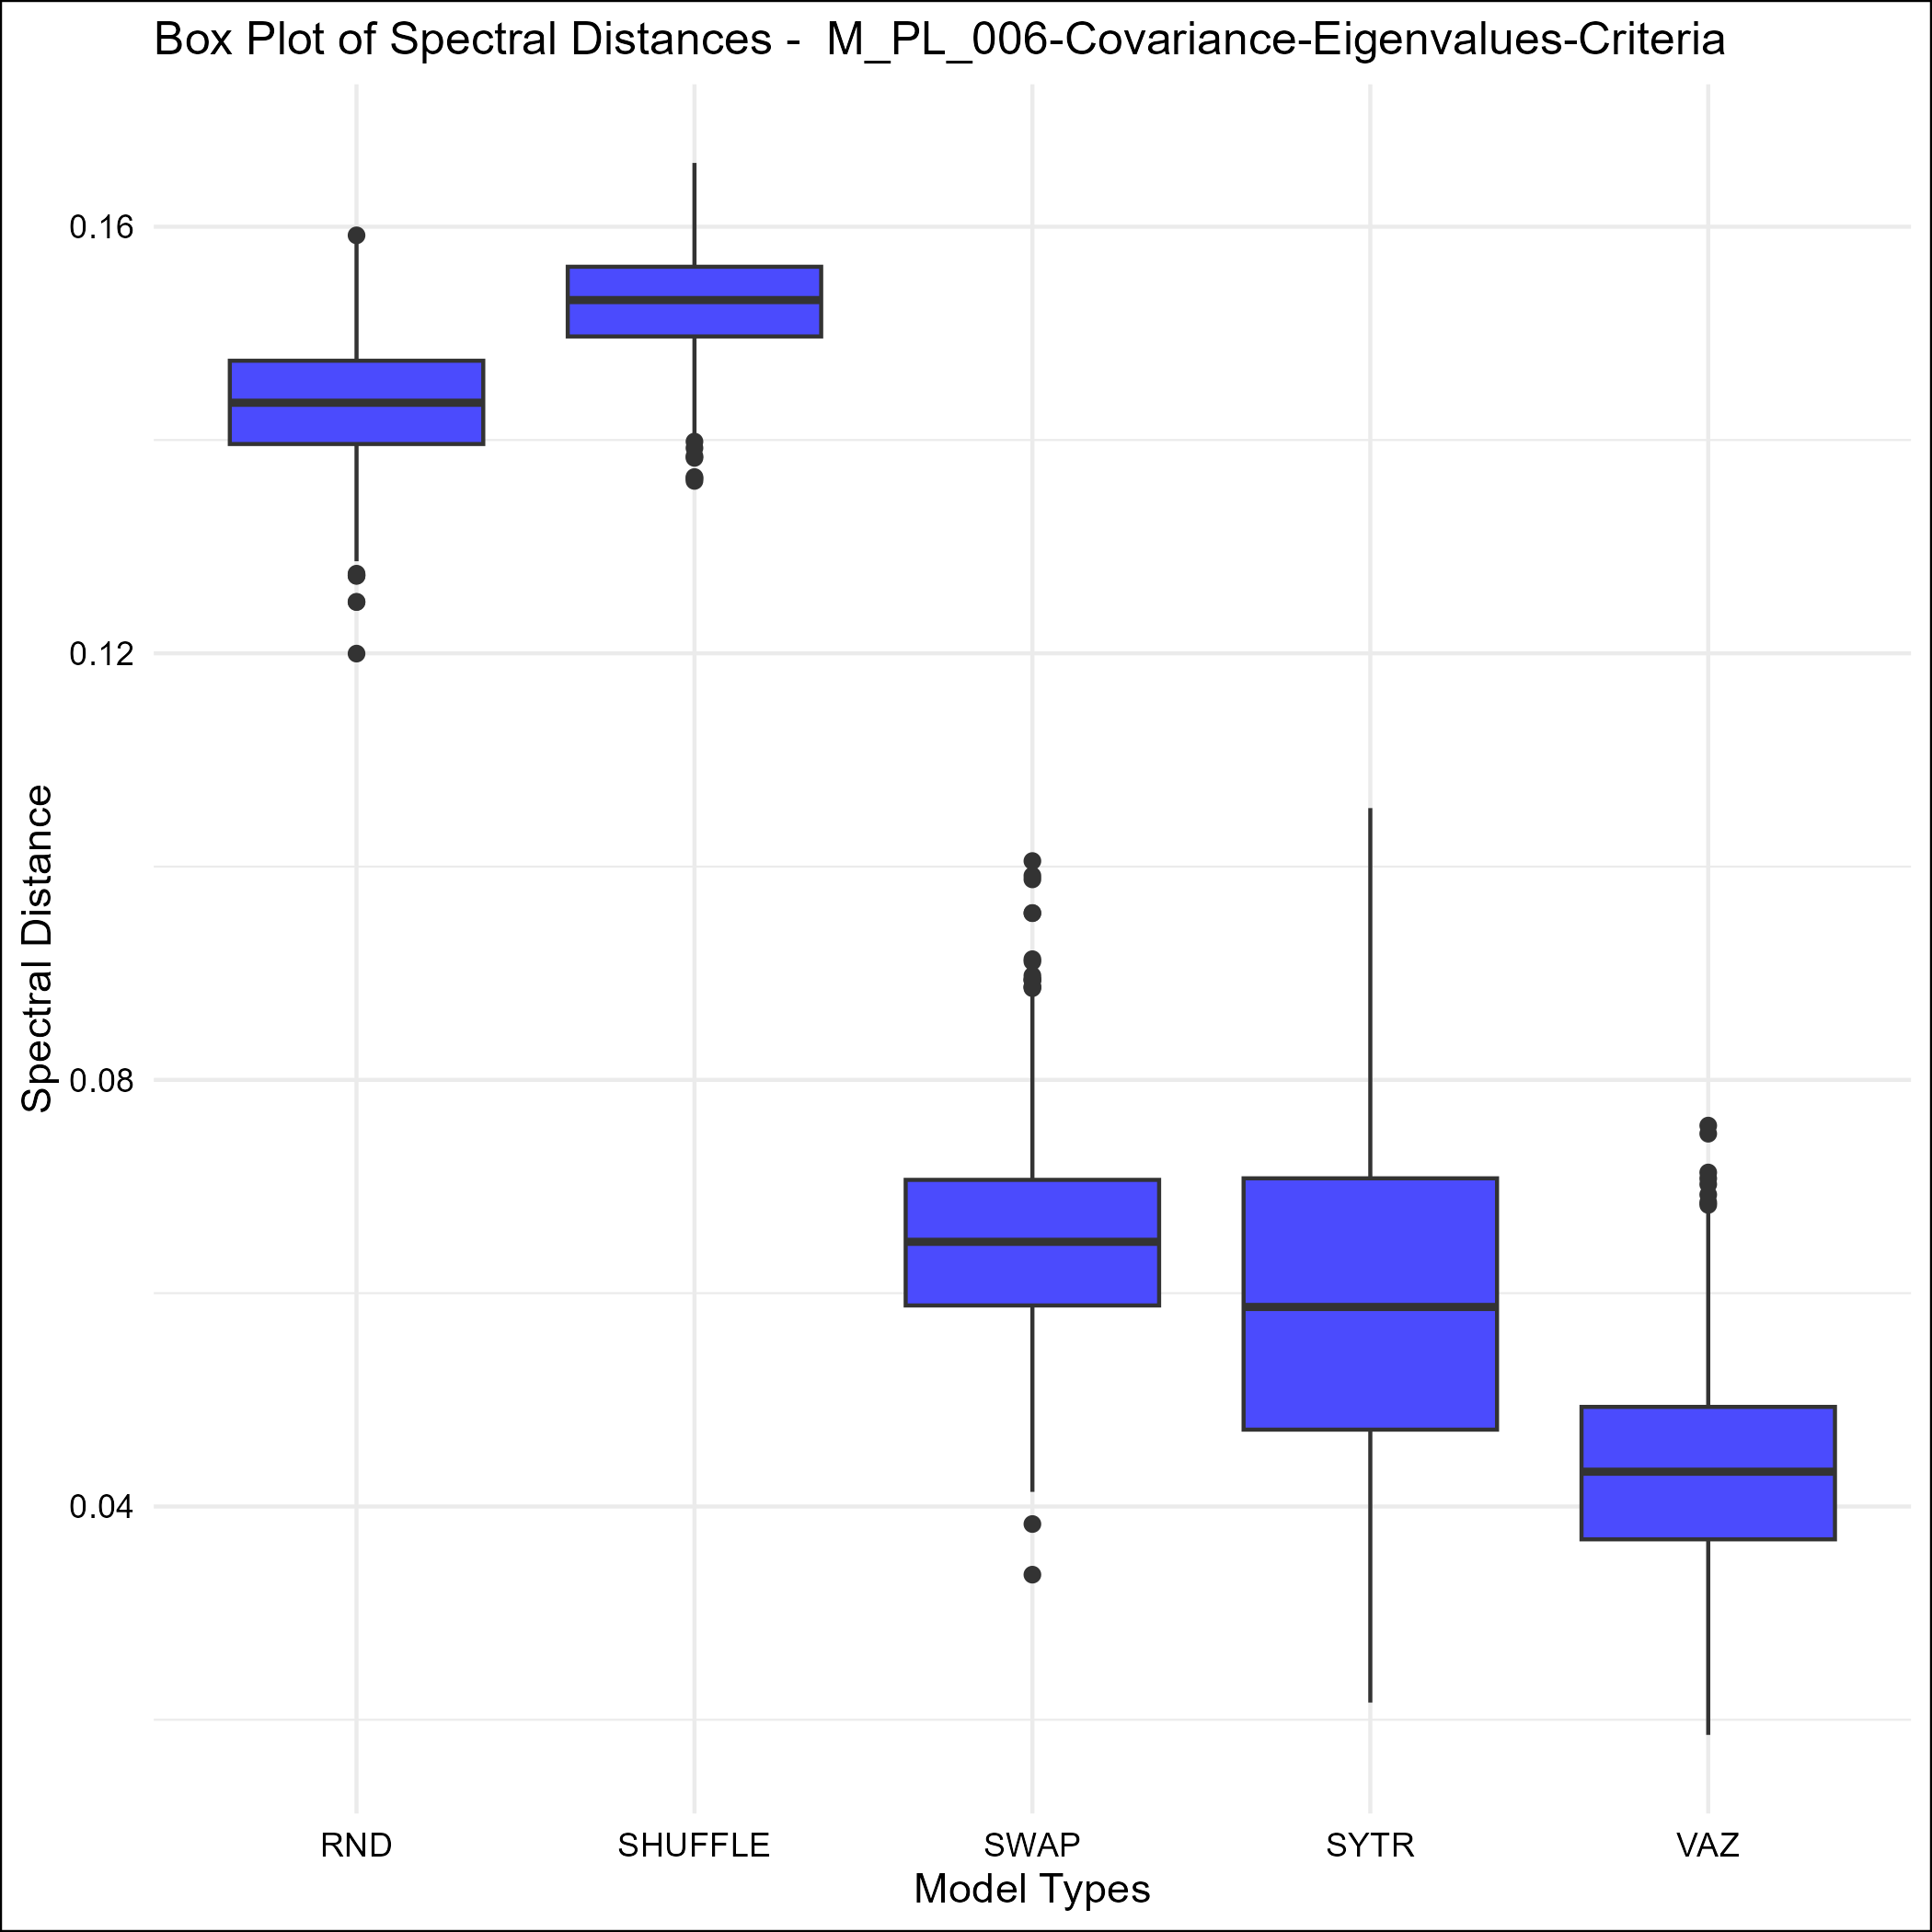 Box Plot of Spectral Distances -  M_PL_006-Covariance-Eigenvalues-Criteria
Spectral Distance
0.16
0.12
0.08
0.04
RND
SHUFFLE
SWAP
SYTR
VAZ
Model Types